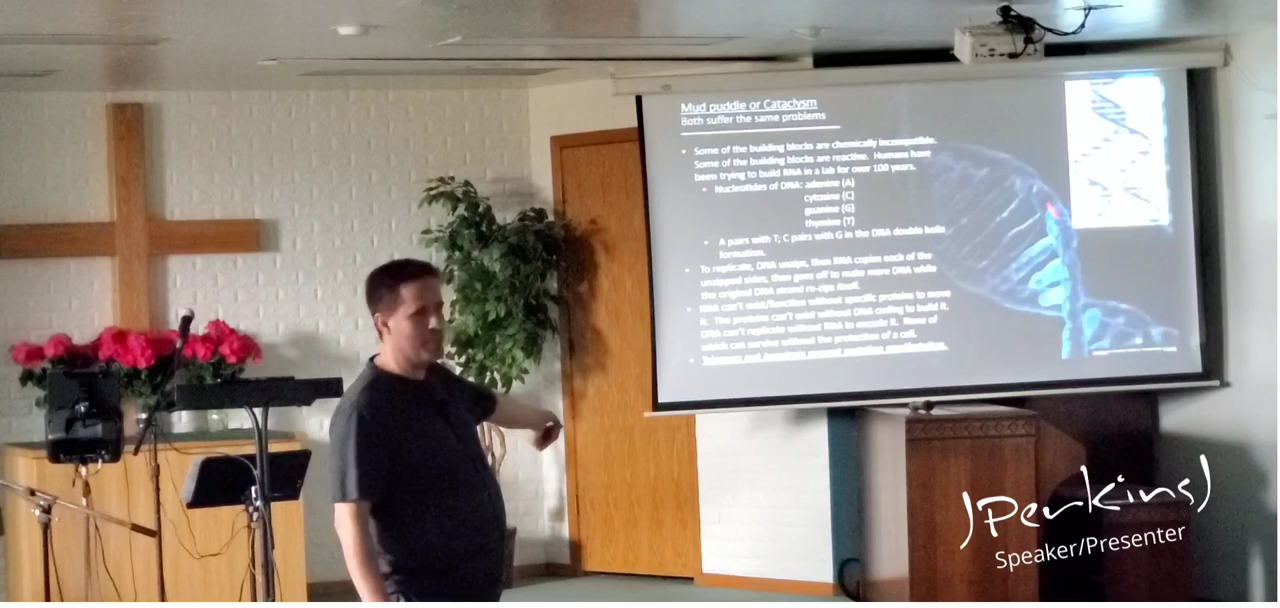 Mud puddle or Cataclysm
Both suffer the same problems
• Some of the building blocks are chemically incompatible.
Some of the building blocks are reactive. Humans have
been trying to build RNA in a lab for over 100 years.
• Nucleotides of DNA: adenine (A)
cytosine (C)
guanine (G)
thymine (T)
• A pairs with T; C pairs with G in the DNA double helix
formation.
• To replicate, DNA unzips, then RNA copies each of the
unzipped sides, then goes off to make more DNA while
the original DNA strand re-zips itself.
• RNA can't exist/function without specific proteins to move
it. The proteins can't exist without DNA coding to build it.
DNA can't replicate without RNA to encode it. None of
which can survive without the protection of a cell.
• Telomers and
JPerkins
Speaker/Presenter